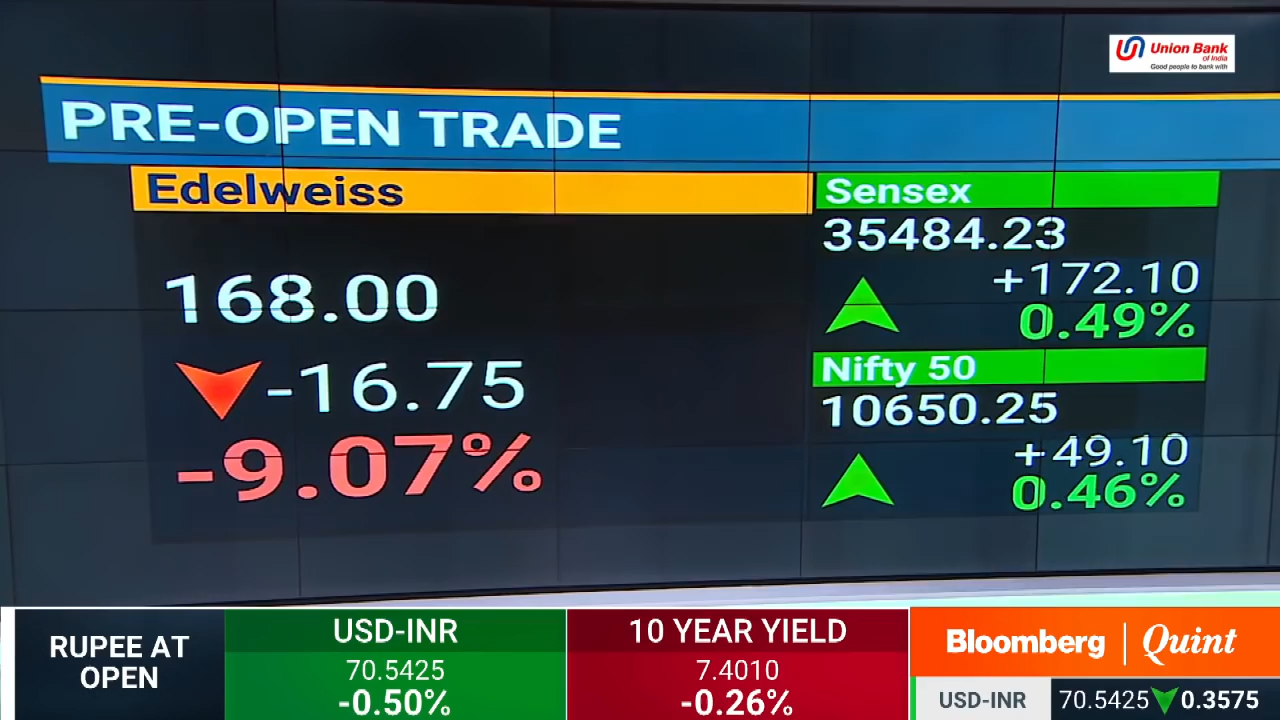 Union Bank
of India
Good people to bank with
PRE-OPEN TRADE
Edelweiss
168.00
-16.75
-9.07%
Sensex
35484.23
+172.10
0.49%
Nifty 50
10650.25
+49.10
0.46%
RUPEE AT
OPEN
USD-INR
70.5425
-0.50%
10 YEAR YIELD
7.4010
-0.26%
Bloomberg | Quint
USD-INR 70.5425 0.3575